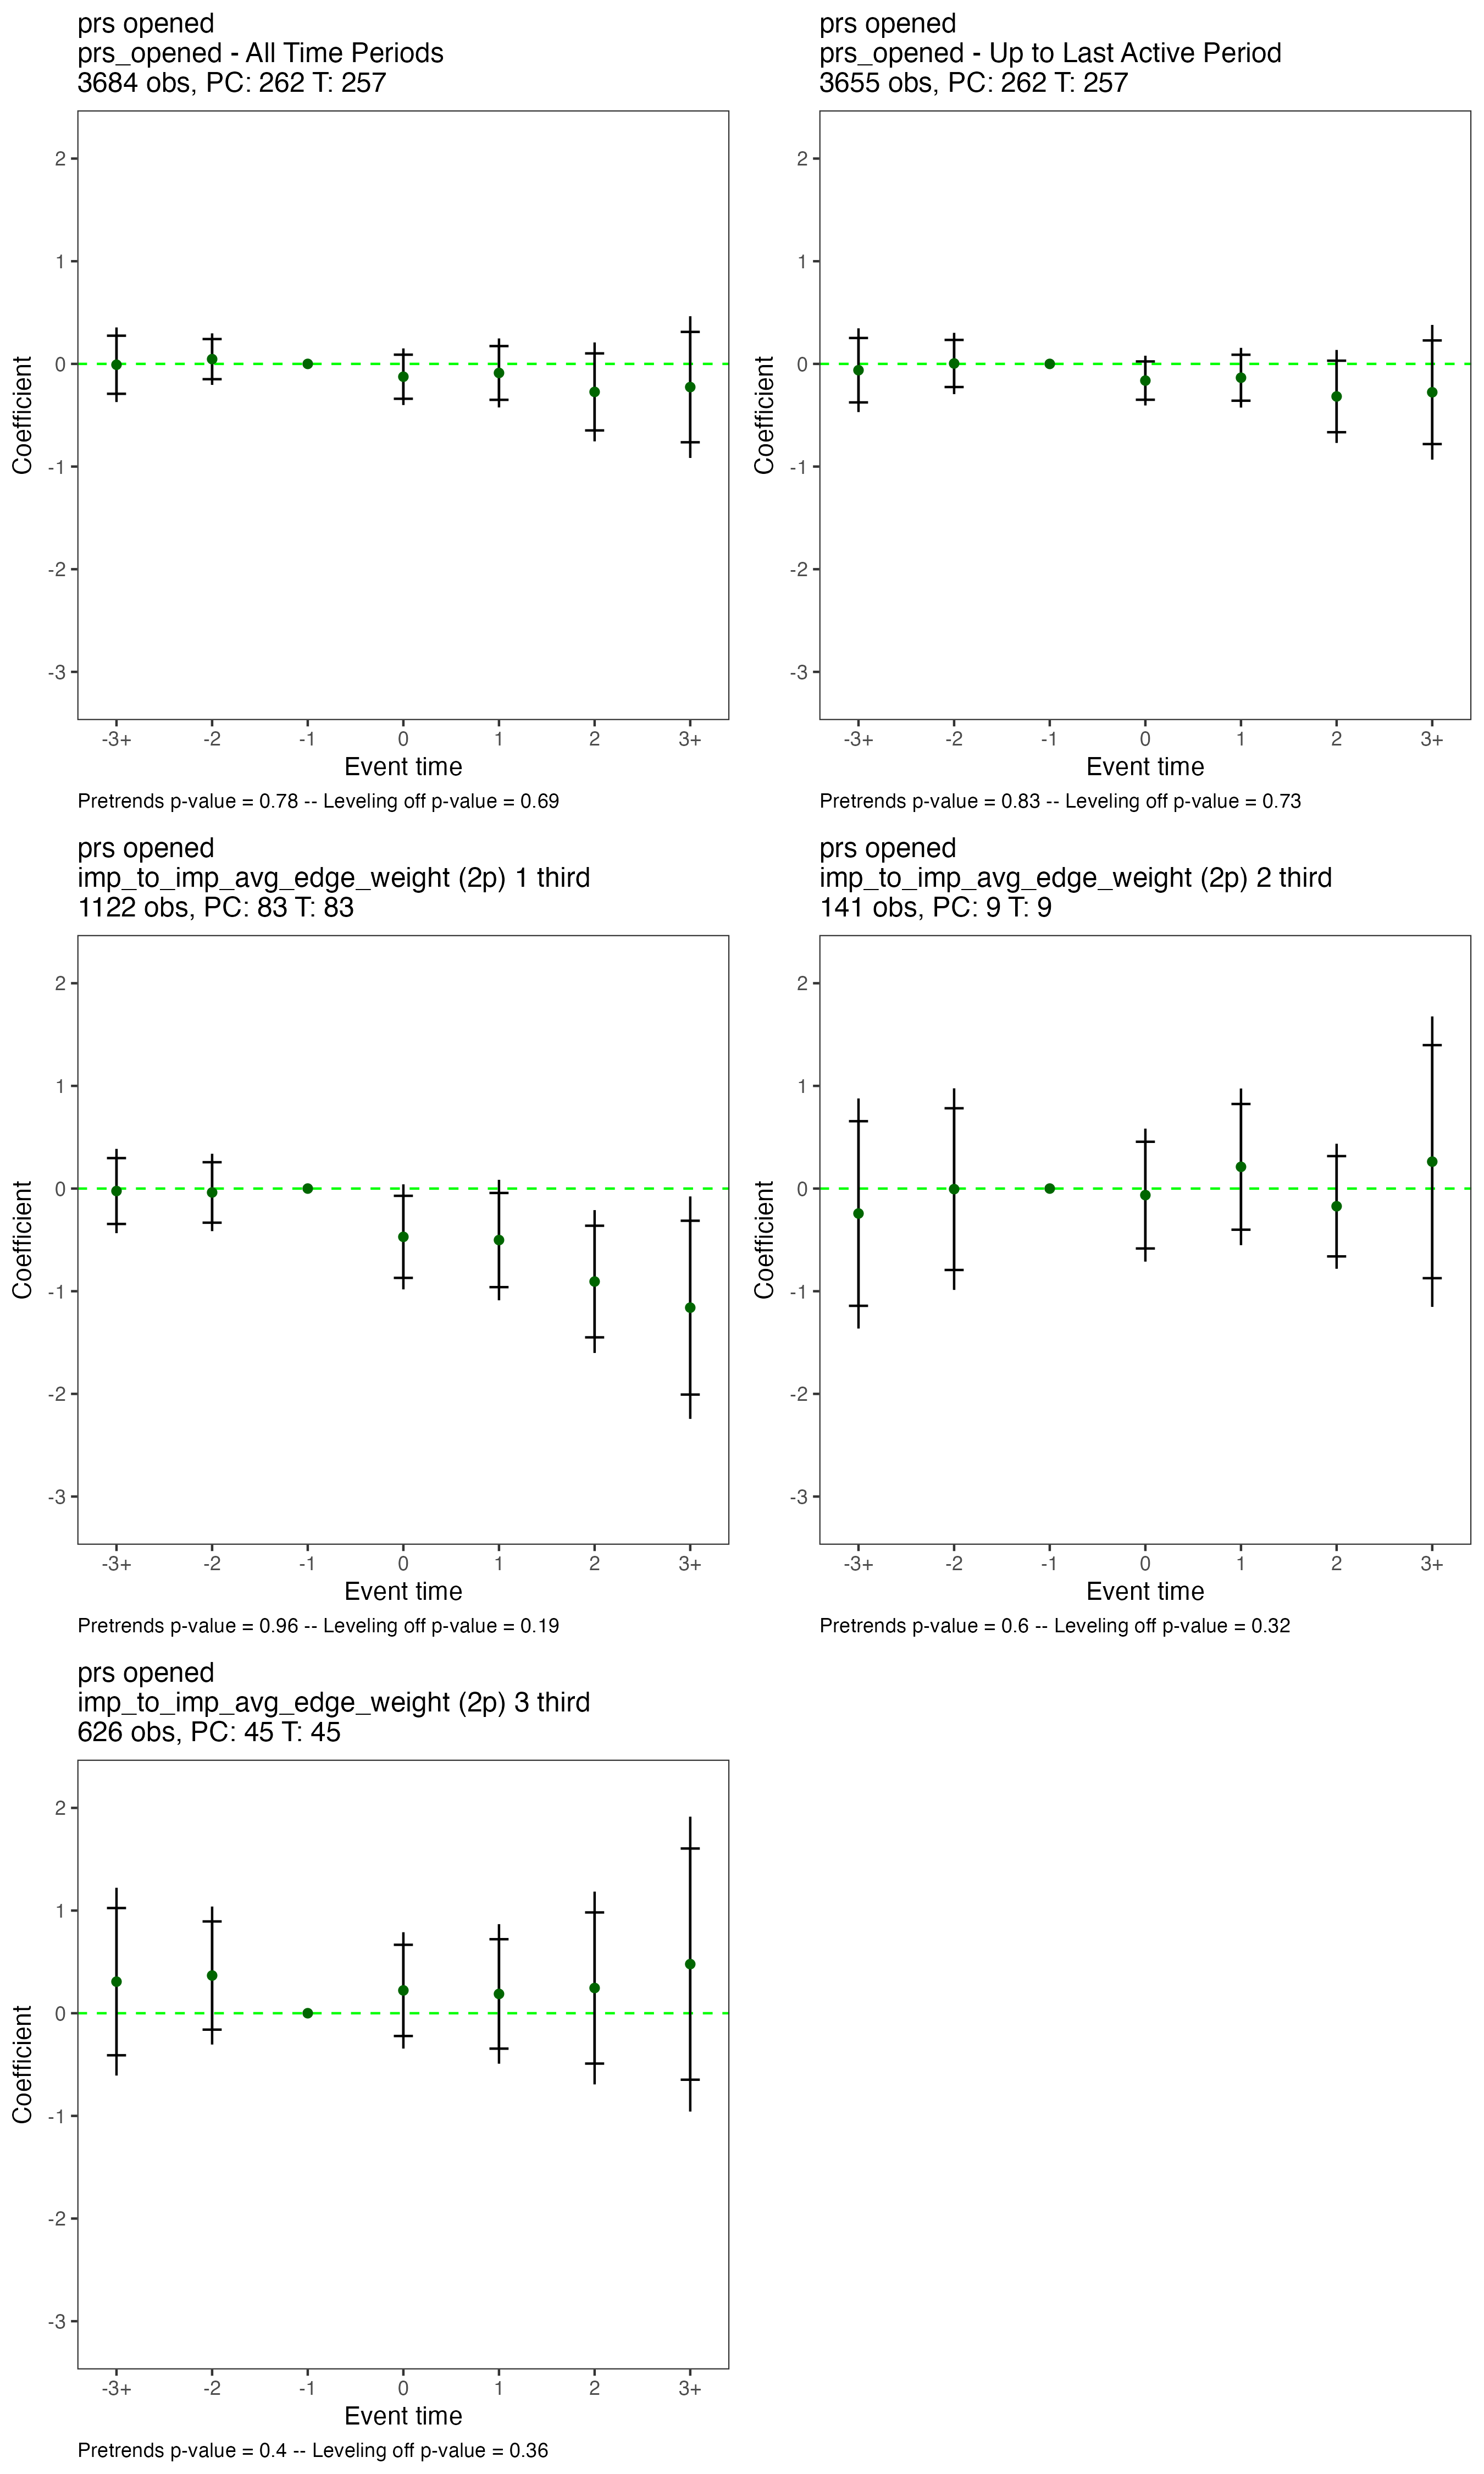 prs opened
prs_opened - All Time Periods
3684 obs, PC: 262 T: 257
2
1
0
-1
-2
-3
Coefficient
-3+ -2 -1 0 1 2 3+
Event time
Pretrends p-value = 0.78 -- Leveling off p-value = 0.69
prs opened
prs_opened - Up to Last Active Period
3655 obs, PC: 262 T: 257
2
1
0
-1
-2
-3
Coefficient
-3+ -2 -1 0 1 2 3+
Event time
Pretrends p-value = 0.83 -- Leveling off p-value = 0.73
prs opened
imp_to_imp_avg_edge_weight (2p) 1 third
1122 obs, PC: 83 T: 83
2
1
0
-1
-2
-3
Coefficient
-3+ -2 -1 0 1 2 3+
Event time
Pretrends p-value = 0.96 -- Leveling off p-value = 0.19
prs opened
imp_to_imp_avg_edge_weight (2p) 2 third
141 obs, PC: 9 T: 9
2
1
0
-1
-2
-3
Coefficient
-3+ -2 -1 0 1 2 3+
Event time
Pretrends p-value = 0.6 -- Leveling off p-value = 0.32
prs opened
imp_to_imp_avg_edge_weight (2p) 3 third
626 obs, PC: 45 T: 45
2
1
0
-1
-2
-3
Coefficient
-3+ -2 -1 0 1 2 3+
Event time
Pretrends p-value = 0.4 -- Leveling off p-value = 0.36